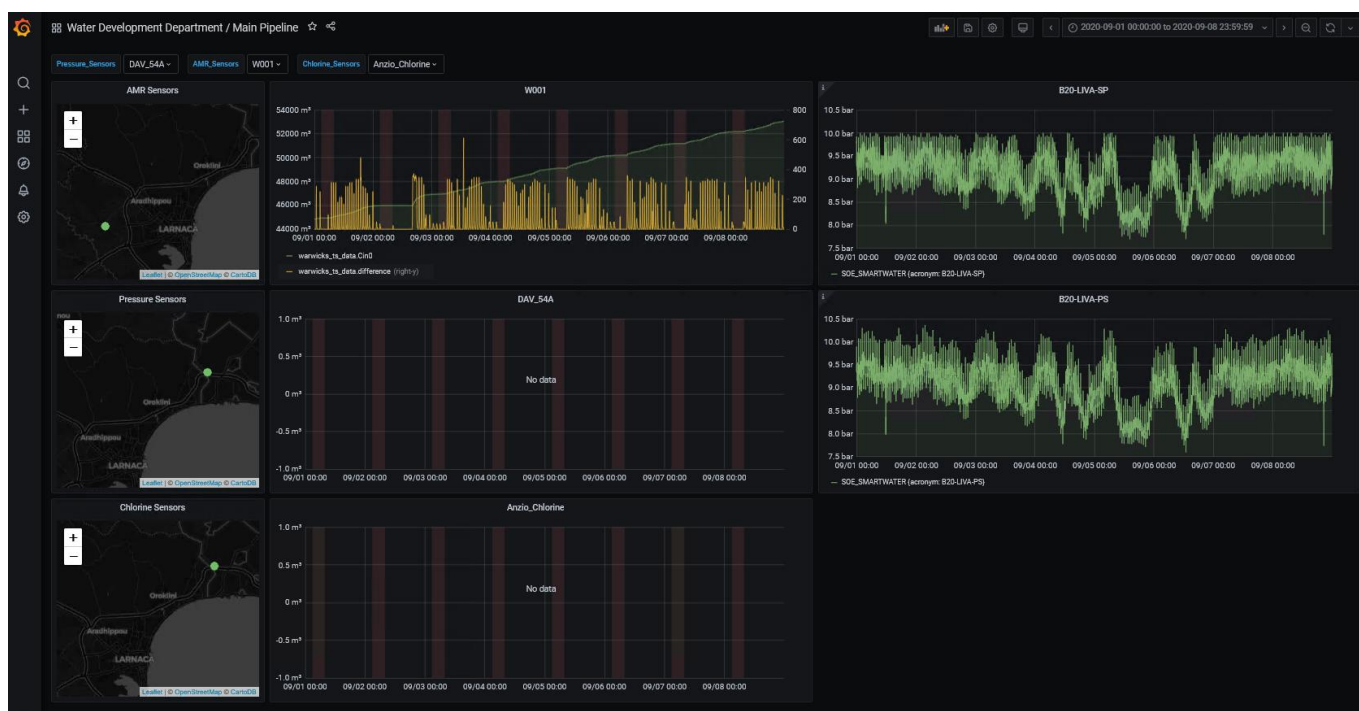 Water Development Department / Main Pipeline
2020-09-01 00:00:00 to 2020-09-08 23:59:59
Pressure_Sensors DAV_54A AMR_Sensors W001 Chlorine_Sensors Anzio_Chlorine
AMR Sensors
+
−
Oroklini
Aradhippou
LARNACA
Leaflet | © OpenStreetMap © CartoDB
W001
54000 m³
52000 m³
50000 m³
48000 m³
46000 m³
44000 m³
800
600
400
200
0
09/01 00:00 09/02 00:00 09/03 00:00 09/04 00:00 09/05 00:00 09/06 00:00 09/07 00:00 09/08 00:00
warwicks_ts_data.Cin0
warwicks_ts_data.difference (right-y)
i
B20-LIVA-SP
10.5 bar
10.0 bar
9.5 bar
9.0 bar
8.5 bar
8.0 bar
7.5 bar
09/01 00:00 09/02 00:00 09/03 00:00 09/04 00:00 09/05 00:00 09/06 00:00 09/07 00:00 09/08 00:00
SOE_SMARTWATER {acronym: B20-LIVA-SP}
Pressure Sensors
nou
+
−
Oroklini
Aradhippou
LARNACA
Leaflet | © OpenStreetMap © CartoDB
DAV_54A
1.0 m³
0.5 m³
0 m³
-0.5 m³
-1.0 m³
No data
09/01 00:00 09/02 00:00 09/03 00:00 09/04 00:00 09/05 00:00 09/06 00:00 09/07 00:00 09/08 00:00
i
B20-LIVA-PS
10.5 bar
10.0 bar
9.5 bar
9.0 bar
8.5 bar
8.0 bar
7.5 bar
09/01 00:00 09/02 00:00 09/03 00:00 09/04 00:00 09/05 00:00 09/06 00:00 09/07 00:00 09/08 00:00
SOE_SMARTWATER {acronym: B20-LIVA-PS}
Chlorine Sensors
+
−
Oroklini
Aradhippou
LARNACA
Leaflet | © OpenStreetMap © CartoDB
Anzio_Chlorine
1.0 m³
0.5 m³
0 m³
-0.5 m³
-1.0 m³
No data
09/01 00:00 09/02 00:00 09/03 00:00 09/04 00:00 09/05 00:00 09/06 00:00 09/07 00:00 09/08 00:00